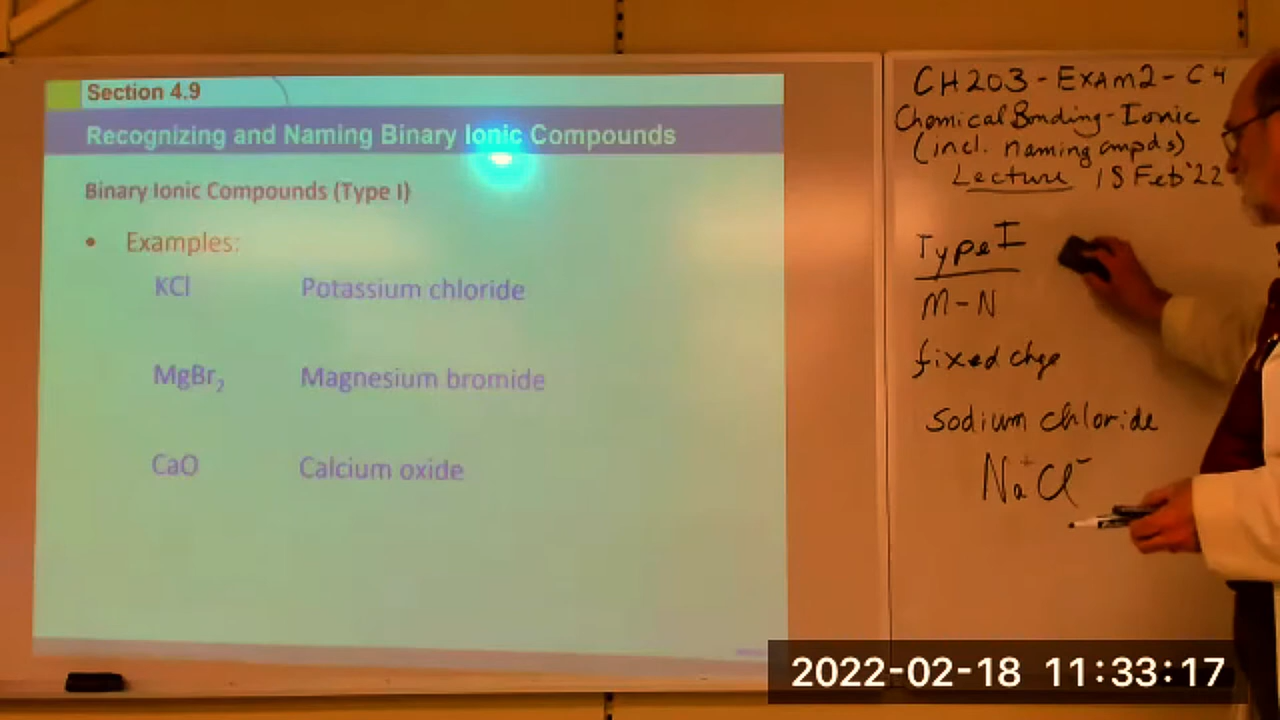 Section 4.9
Recognizing and Naming Binary Ionic Compounds
Binary Ionic Compounds (Type I)
• Examples:
KCl Potassium chloride
MgBr₂ Magnesium bromide
CaO Calcium oxide
CH203-EXAM2-C4
Chemical Bonding-Ionic
(incl. naming cmpds)
Lecture 18 Feb '22
Type I
M-N
fixed chge
Sodium chloride
Na⁺Cl⁻
2022-02-18 11:33:17